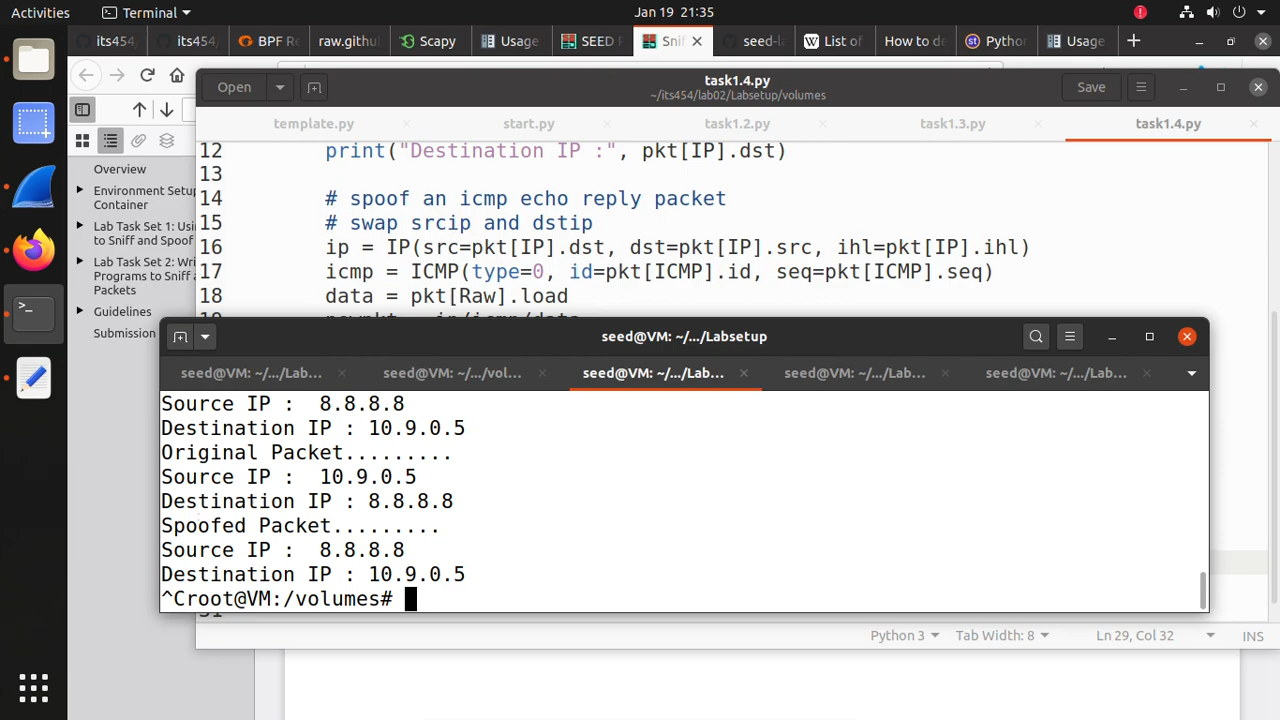 Activities
Terminal
Jan 19 21:35
its454/
its454/
BPF Re
raw.github
Scapy
Usage
SEED
Snif
seed-la
List of
How to de
Python
Usage
Open
task1.4.py
~/its454/lab02/Labsetup/volumes
Save
template.py
start.py
task1.2.py
task1.3.py
task1.4.py
Overview
Environment Setup
Container
Lab Task Set 1: Usi
to Sniff and Spoof
Lab Task Set 2: Wri
Programs to Sniff a
Packets
Guidelines
Submission
12 print("Destination IP :", pkt[IP].dst)
13
14 # spoof an icmp echo reply packet
15 # swap srcip and dstip
16 ip = IP(src=pkt[IP].dst, dst=pkt[IP].src, ihl=pkt[IP].ihl)
17 icmp = ICMP(type=0, id=pkt[ICMP].id, seq=pkt[ICMP].seq)
18 data = pkt[Raw].load
seed@VM: ~/.../Labsetup
seed@VM: ~/.../Lab...
seed@VM: ~/.../vol...
seed@VM: ~/.../Lab...
seed@VM: ~/.../Lab...
seed@VM: ~/.../Lab...
Source IP :  8.8.8.8
Destination IP : 10.9.0.5
Original Packet.........
Source IP :  10.9.0.5
Destination IP : 8.8.8.8
Spoofed Packet.........
Source IP :  8.8.8.8
Destination IP : 10.9.0.5
^Croot@VM:/volumes#
Python 3
Tab Width: 8
Ln 29, Col 32
INS